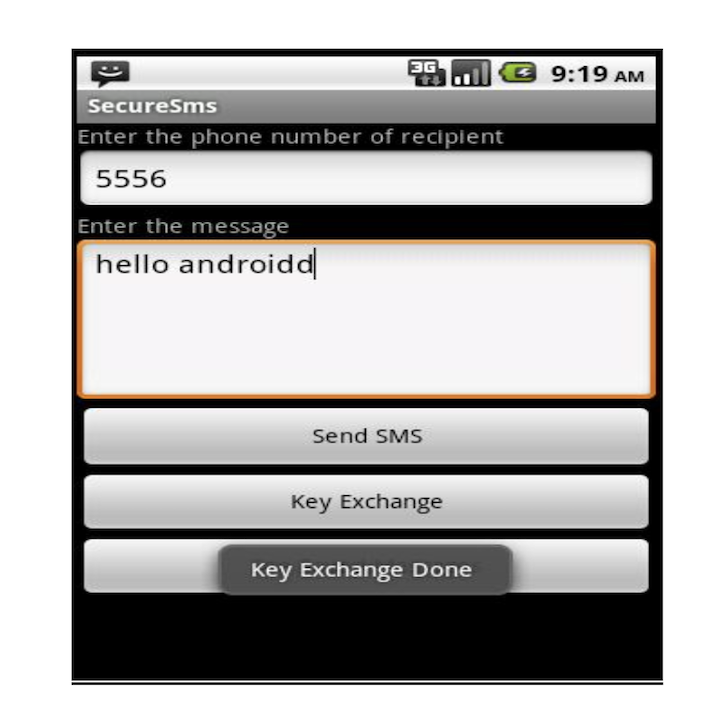 3G 9:19 AM
SecureSms
Enter the phone number of recipient
5556
Enter the message
hello androidd
Send SMS
Key Exchange
Key Exchange Done